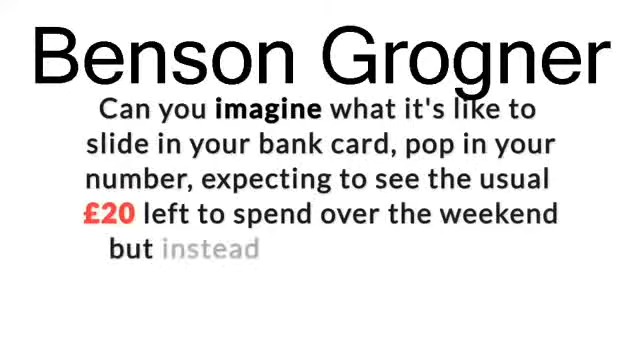 Benson Grogner
Can you imagine what it's like to
slide in your bank card, pop in your
number, expecting to see the usual
£20 left to spend over the weekend
but instead